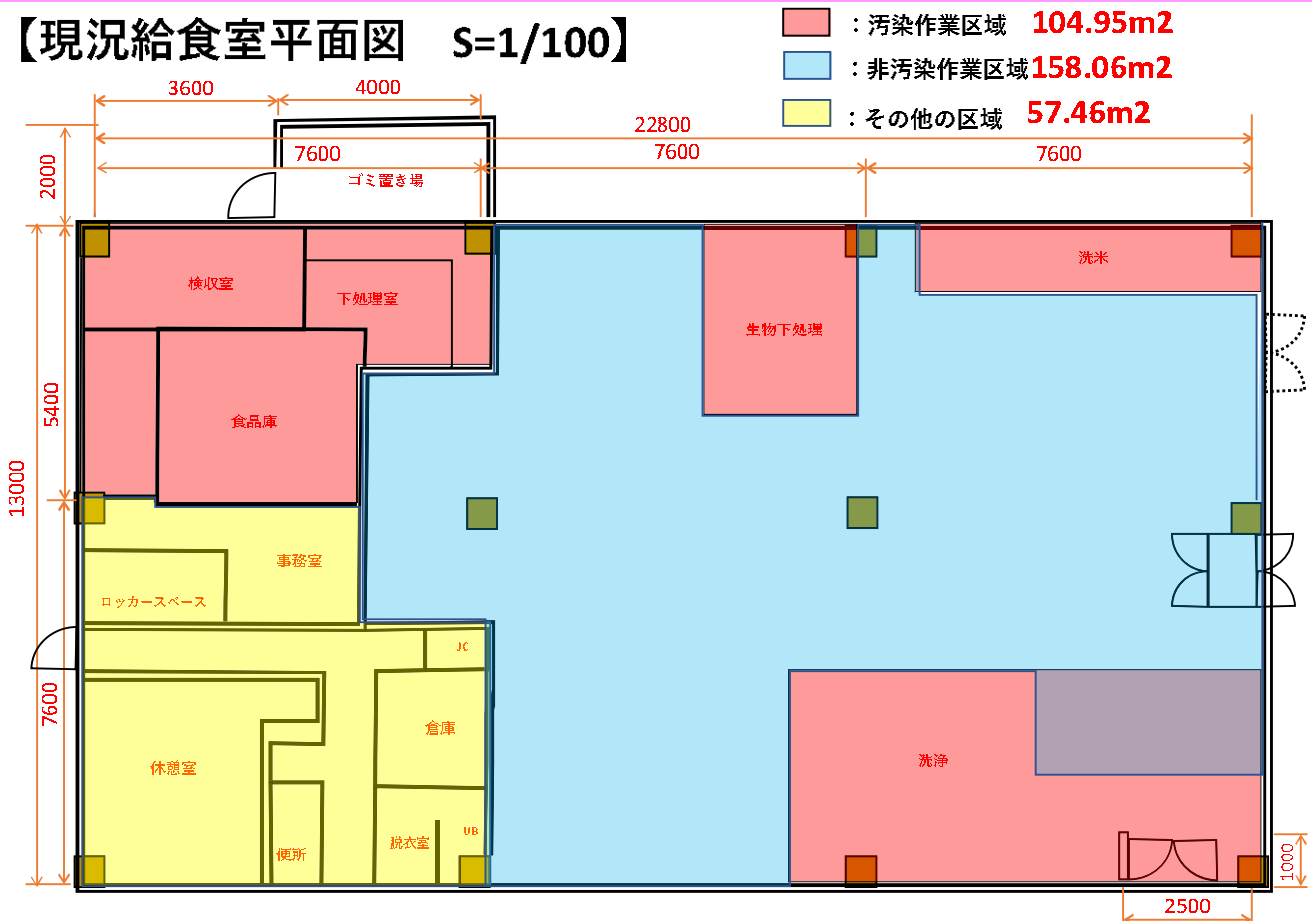 【現況給食室平面図 S=1/100】
：汚染作業区域 104.95m2
：非汚染作業区域 158.06m2
：その他の区域 57.46m2
3600
4000
22800
7600
7600
7600
2000
ゴミ置き場
検収室
下処理室
洗米
生物下処理
5400
食品庫
13000
事務室
ロッカースペース
JC
7600
倉庫
休憩室
洗浄
UB
脱衣室
便所
1000
2500